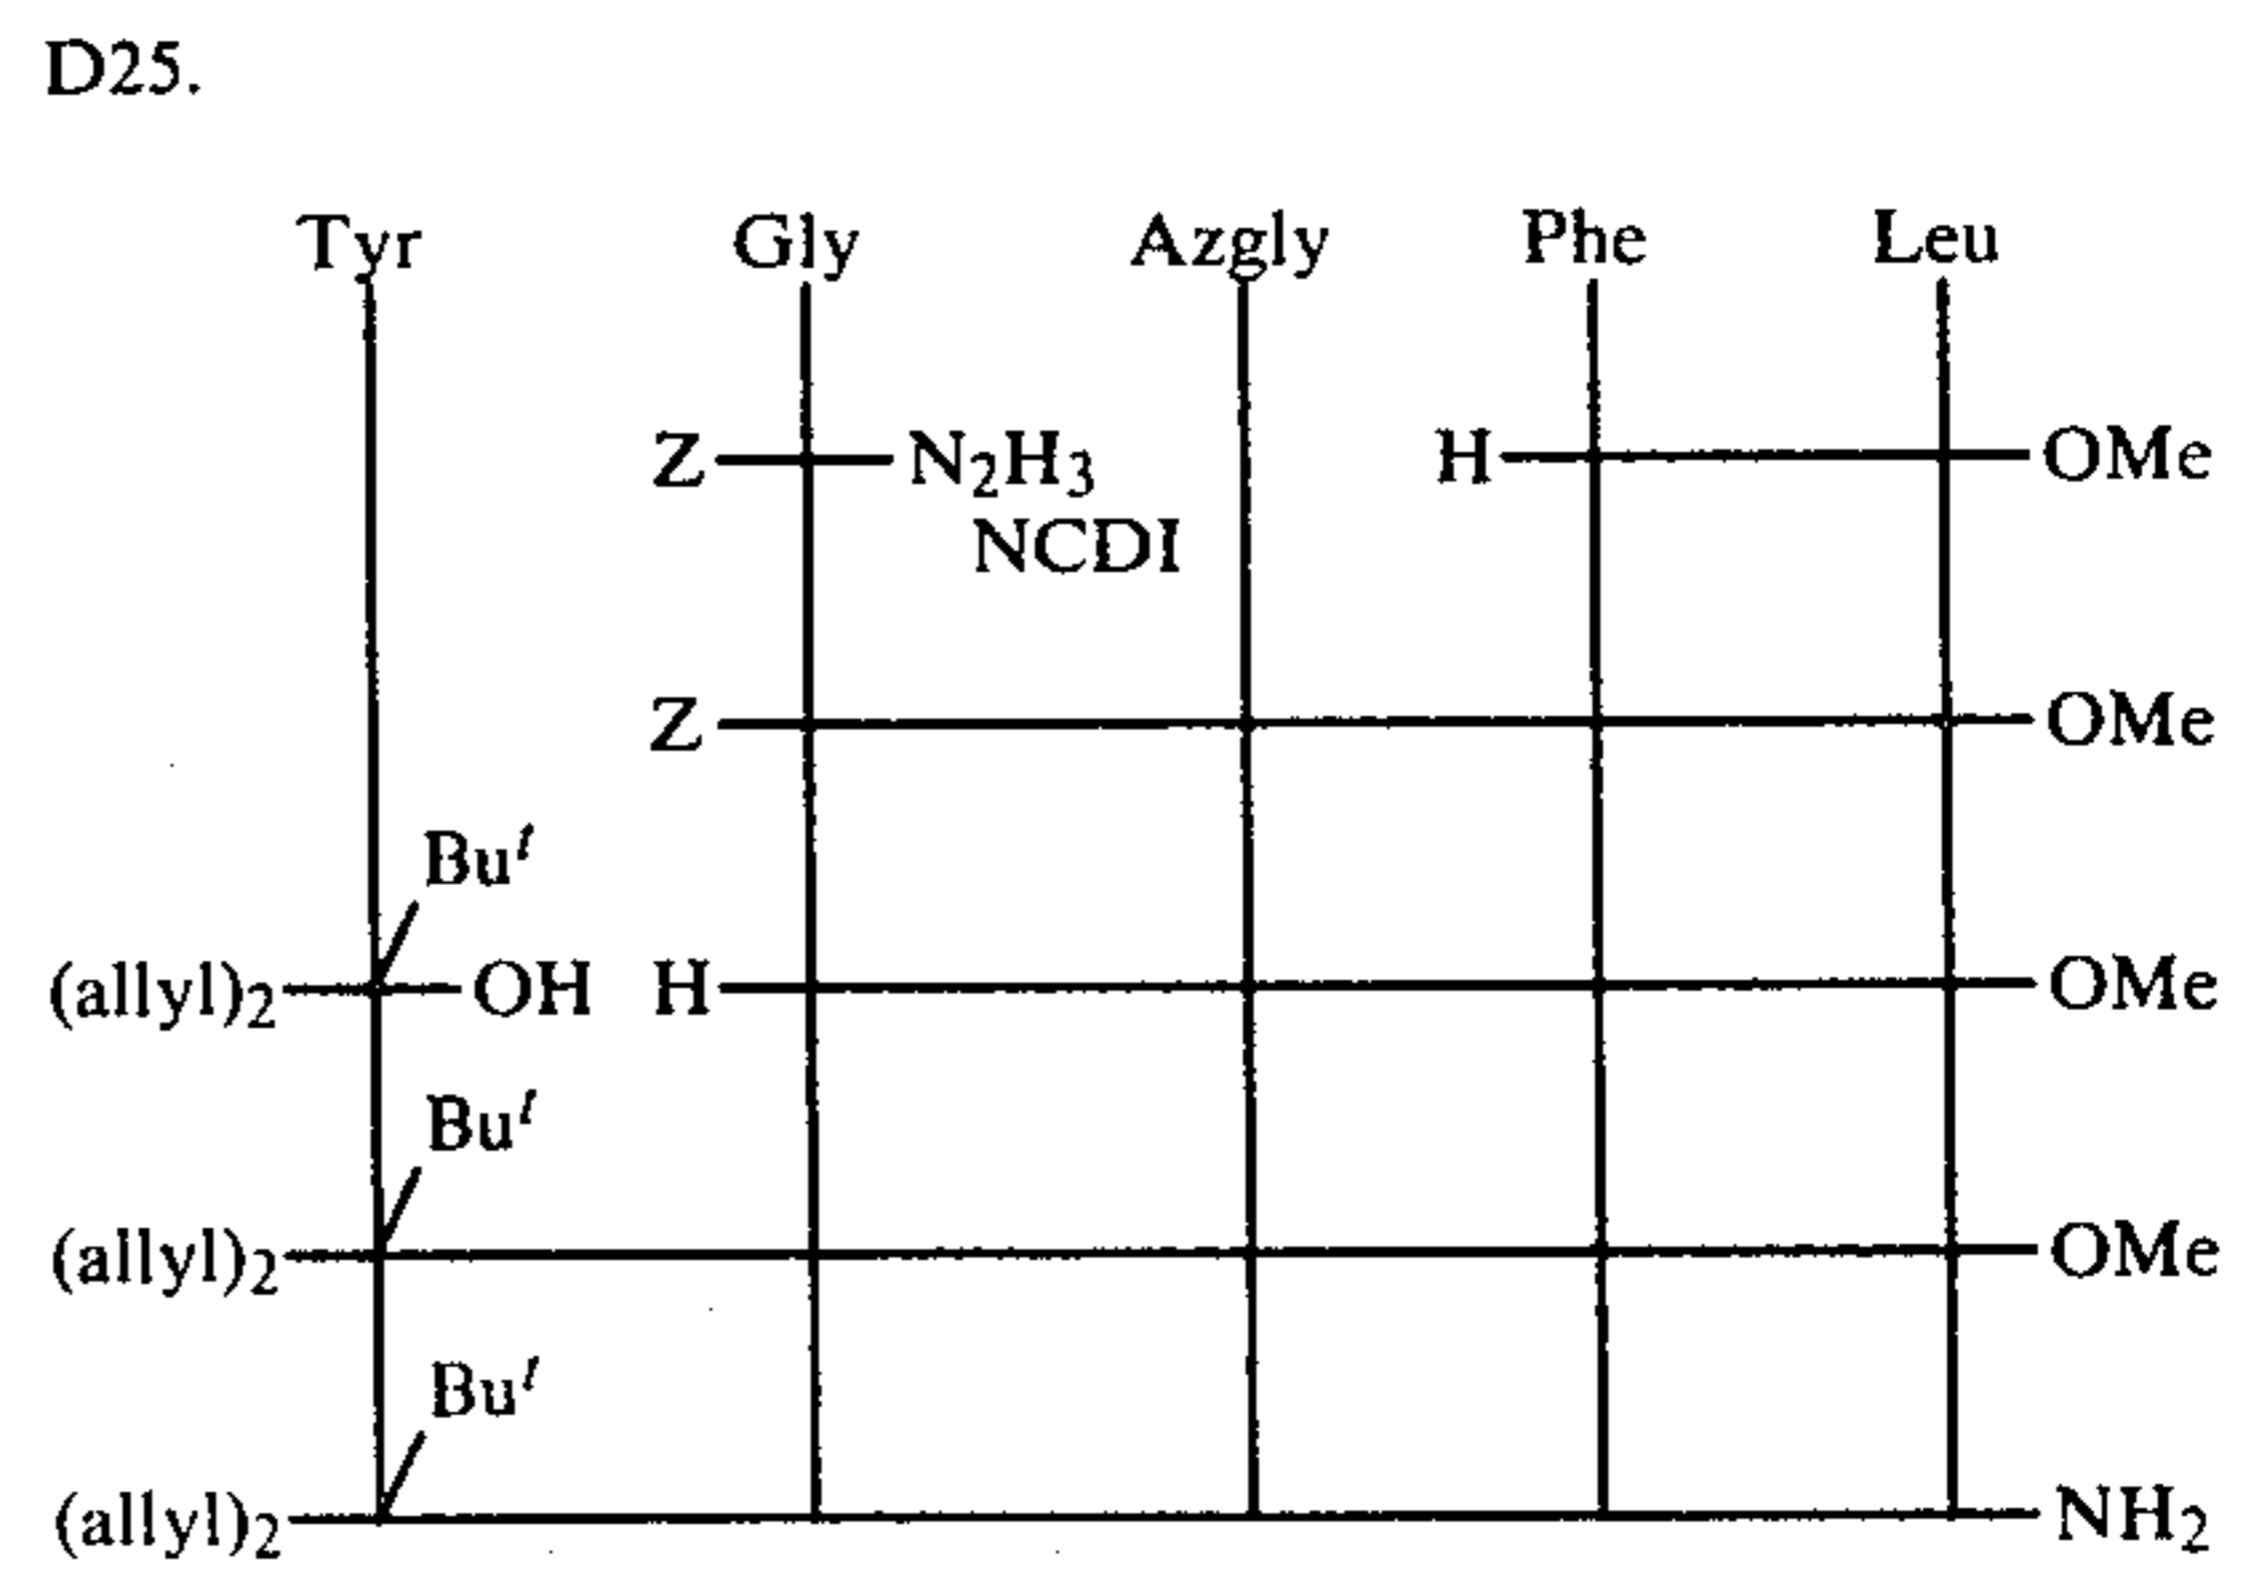 D25.
Tyr Gly Azgly Phe Leu
Z N₂H₃ H OMe
NCDI
Z OMe
Buᵗ
(allyl)₂ OH H OMe
Buᵗ
(allyl)₂ OMe
Buᵗ
(allyl)₂ NH₂